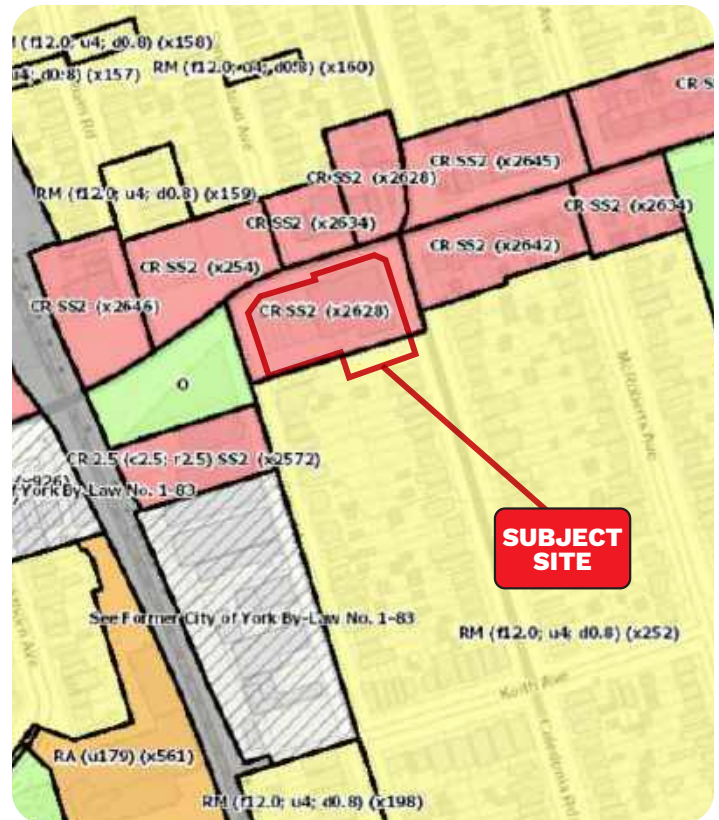 (f12.0; u4; d0.8) (x158)
u4; d0.8) (x157)
RM (f12.0; u4; d0.8) (x160)
Ave
CR S
CR SS2 (x2645)
CR SS2 (x2628)
RM (f12.0; u4; d0.8) (x159)
CR SS2 (x2634)
CR SS2 (x2634)
CR SS2 (x2642)
CR SS2 (x254)
CR SS2 (x2646)
CR SS2 (x2628)
McRoberts Ave
O
CR 2.5 (c2.5; r2.5) SS2 (x2572)
York By-Law No. 1-83
SUBJECT
SITE
See Former City of York By-Law No. 1-83
RM (f12.0; u4; d0.8) (x252)
Keith Ave
Caledonia Rd
RA (u179) (x561)
RM (f12.0; u4; d0.8) (x198)